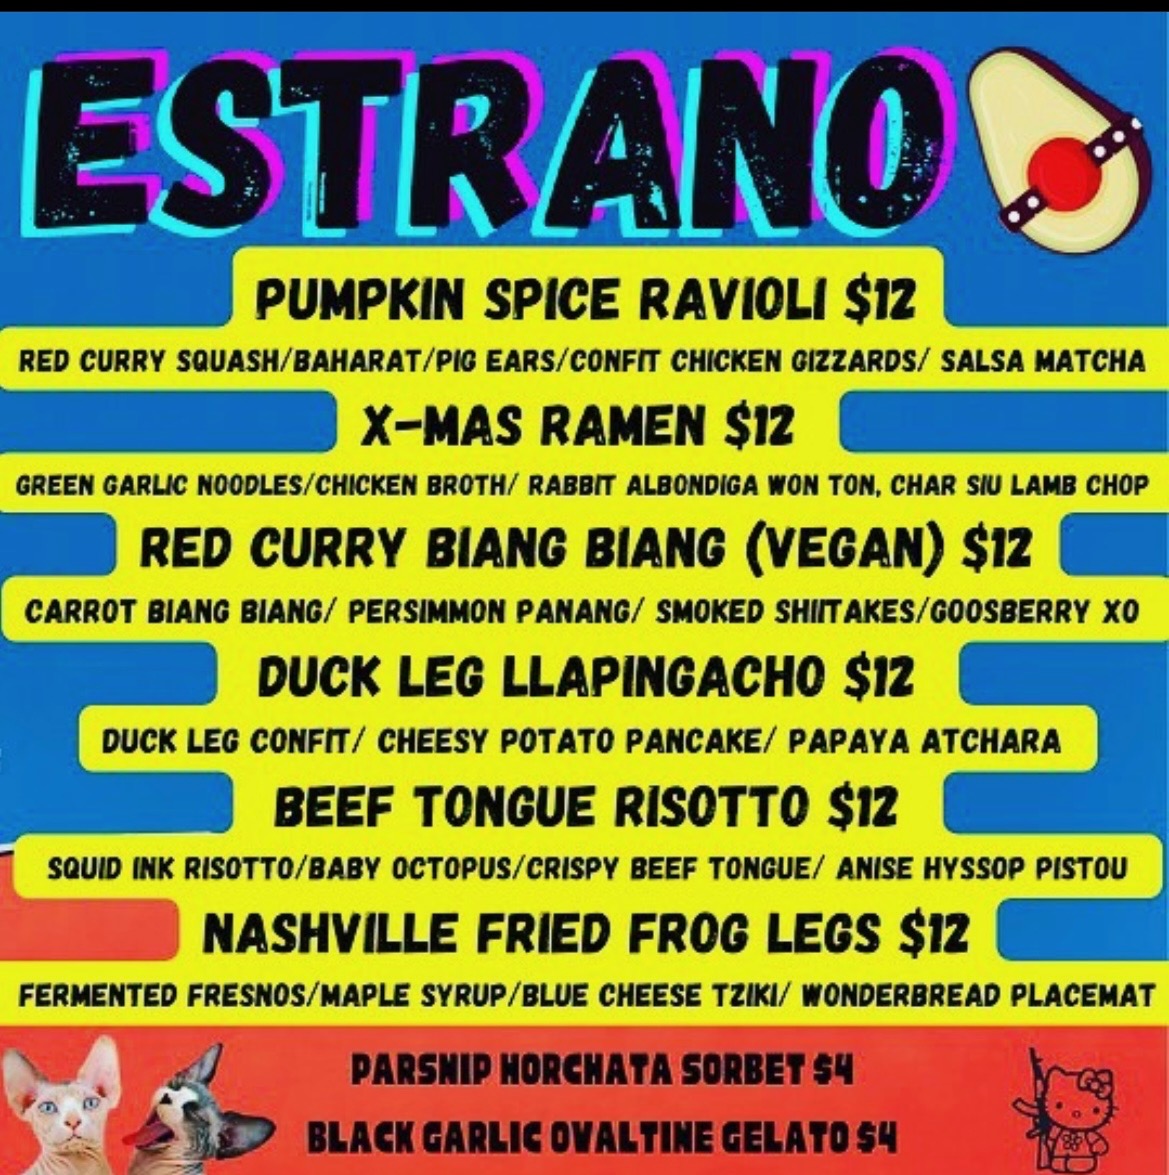 ESTRANO
PUMPKIN SPICE RAVIOLI $12
RED CURRY SQUASH/BAHARAT/PIG EARS/CONFIT CHICKEN GIZZARDS/ SALSA MATCHA
X-MAS RAMEN $12
GREEN GARLIC NOODLES/CHICKEN BROTH/ RABBIT ALBONDIGA WON TON, CHAR SIU LAMB CHOP
RED CURRY BIANG BIANG (VEGAN) $12
CARROT BIANG BIANG/ PERSIMMON PANANG/ SMOKED SHIITAKES/GOOSBERRY XO
DUCK LEG LLAPINGACHO $12
DUCK LEG CONFIT/ CHEESY POTATO PANCAKE/ PAPAYA ATCHARA
BEEF TONGUE RISOTTO $12
SQUID INK RISOTTO/BABY OCTOPUS/CRISPY BEEF TONGUE/ ANISE HYSSOP PISTOU
NASHVILLE FRIED FROG LEGS $12
FERMENTED FRESNOS/MAPLE SYRUP/BLUE CHEESE TZIKI/ WONDERBREAD PLACEMAT
PARSNIP HORCHATA SORBET $4
BLACK GARLIC OVALTINE GELATO $4